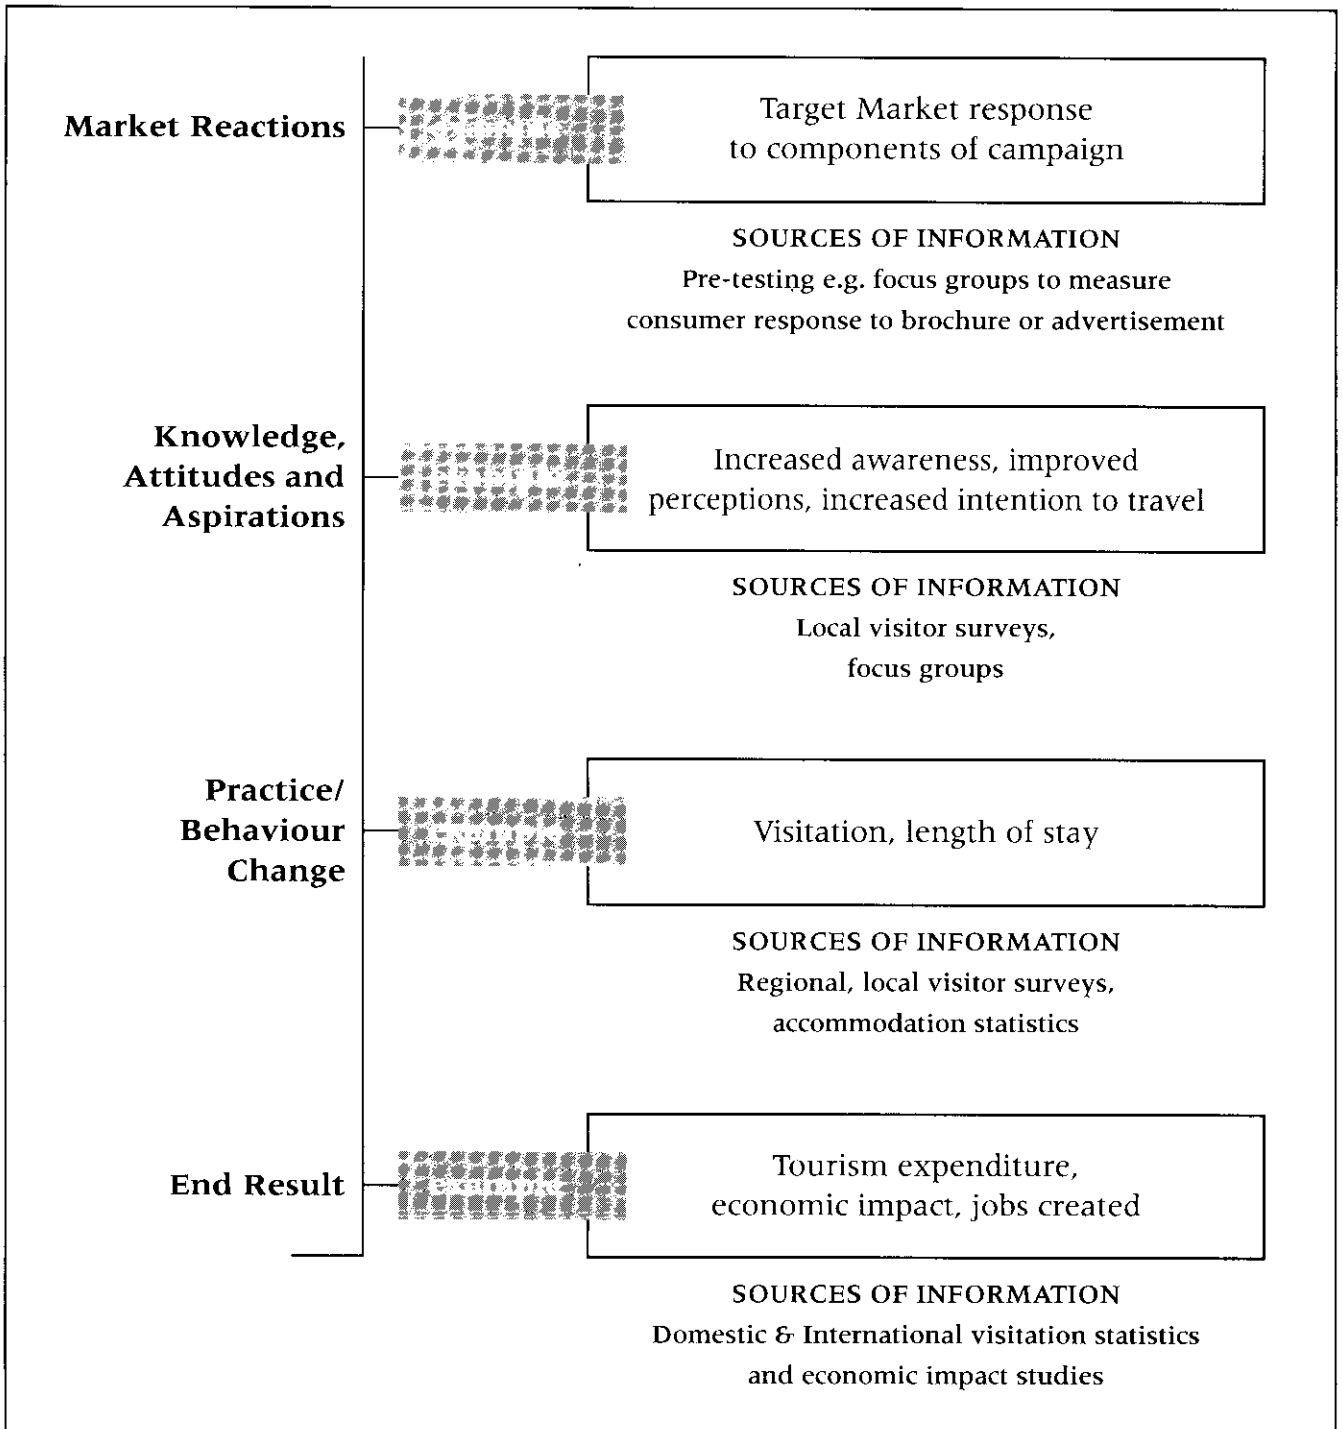 Market Reactions
Target Market response
to components of campaign
SOURCES OF INFORMATION
Pre-testing e.g. focus groups to measure
consumer response to brochure or advertisement
Knowledge,
Attitudes and
Aspirations
Increased awareness, improved
perceptions, increased intention to travel
SOURCES OF INFORMATION
Local visitor surveys,
focus groups
Practice/
Behaviour
Change
Visitation, length of stay
SOURCES OF INFORMATION
Regional, local visitor surveys,
accommodation statistics
End Result
Tourism expenditure,
economic impact, jobs created
SOURCES OF INFORMATION
Domestic & International visitation statistics
and economic impact studies